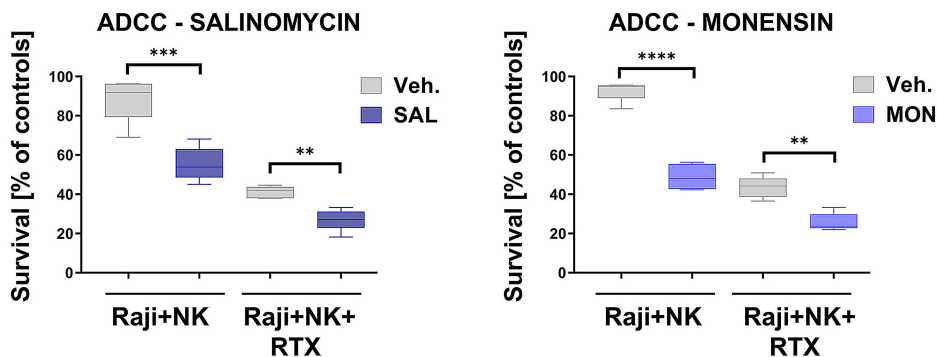 ADCC - SALINOMYCIN
Survival [% of controls]
100
80
60
40
20
0
***
**
Veh.
SAL
Raji+NK
Raji+NK+
RTX
ADCC - MONENSIN
Survival [% of controls]
100
80
60
40
20
0
****
**
Veh.
MON
Raji+NK
Raji+NK+
RTX